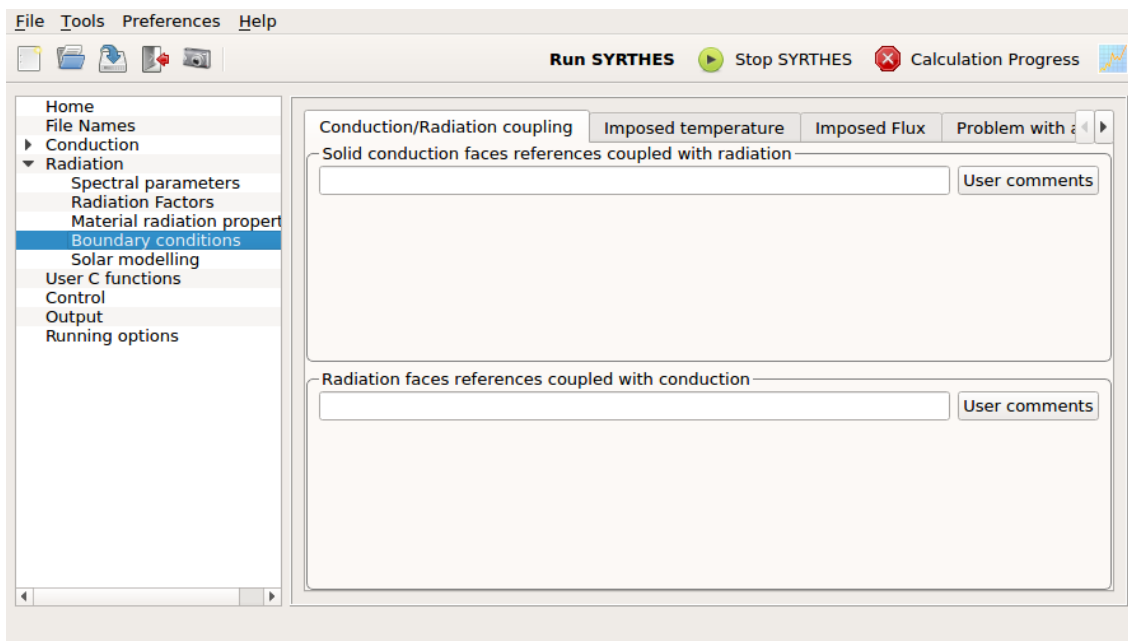 File Tools Preferences Help
Run SYRTHES Stop SYRTHES Calculation Progress
Home
File Names
Conduction
Radiation
Spectral parameters
Radiation Factors
Material radiation propert
Boundary conditions
Solar modelling
User C functions
Control
Output
Running options
Conduction/Radiation coupling Imposed temperature Imposed Flux Problem with
Solid conduction faces references coupled with radiation
User comments
Radiation faces references coupled with conduction
User comments